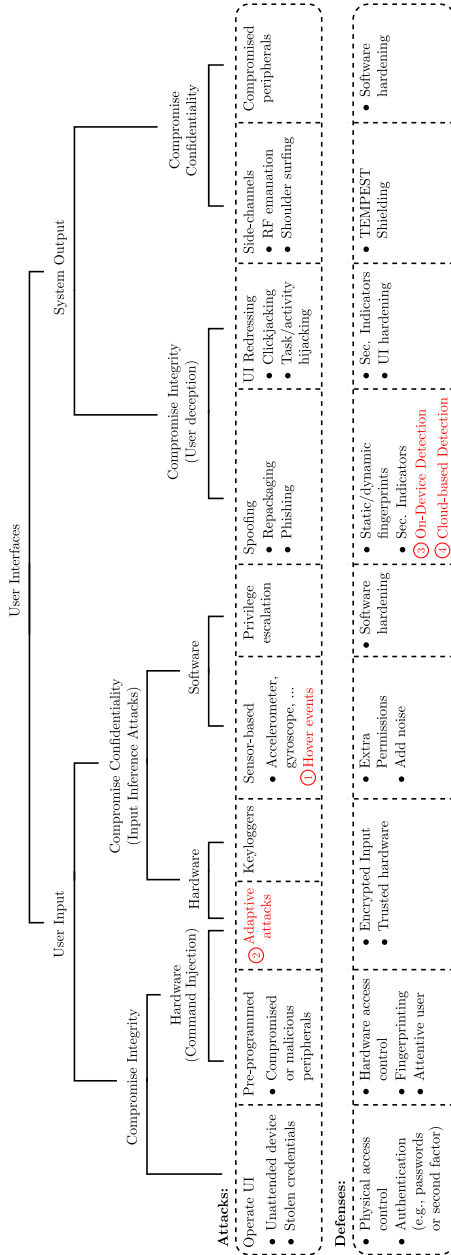 User Interfaces
User Input
System Output
Compromise Integrity
Compromise Confidentiality
(Input Inference Attacks)
Compromise Integrity
(User deception)
Compromise
Confidentiality
Hardware
(Command Injection)
Hardware
Software
Attacks:
Operate UI
• Unattended device
• Stolen credentials
Pre-programmed
• Compromised
or malicious
peripherals
② Adaptive
attacks
Keyloggers
Sensor-based
• Accelerometer,
gyroscope, ...
① Hover events
Privilege
escalation
Spoofing
• Repackaging
• Phishing
UI Redressing
• Clickjacking
• Task/activity
hijacking
Side-channels
• RF emanation
• Shoulder surfing
Compromised
peripherals
Defenses:
• Physical access
control
• Authentication
(e.g., passwords
or second factor)
• Hardware access
control
• Fingerprinting
• Attentive user
• Encrypted Input
• Trusted hardware
• Extra
Permissions
• Add noise
• Software
hardening
• Static/dynamic
fingerprints
• Sec. Indicators
③ On-Device Detection
④ Cloud-based Detection
• Sec. Indicators
• UI hardening
• TEMPEST
Shielding
• Software
hardening